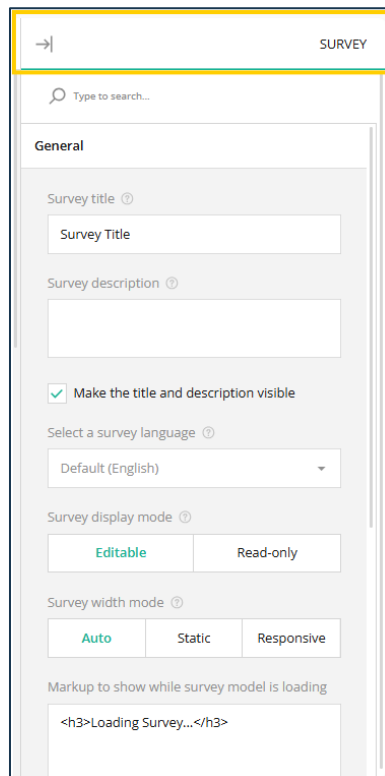 SURVEY
Type to search...
General
Survey title
Survey Title
Survey description
Make the title and description visible
Select a survey language
Default (English)
Survey display mode
Editable Read-only
Survey width mode
Auto Static Responsive
Markup to show while survey model is loading
<h3>Loading Survey...</h3>